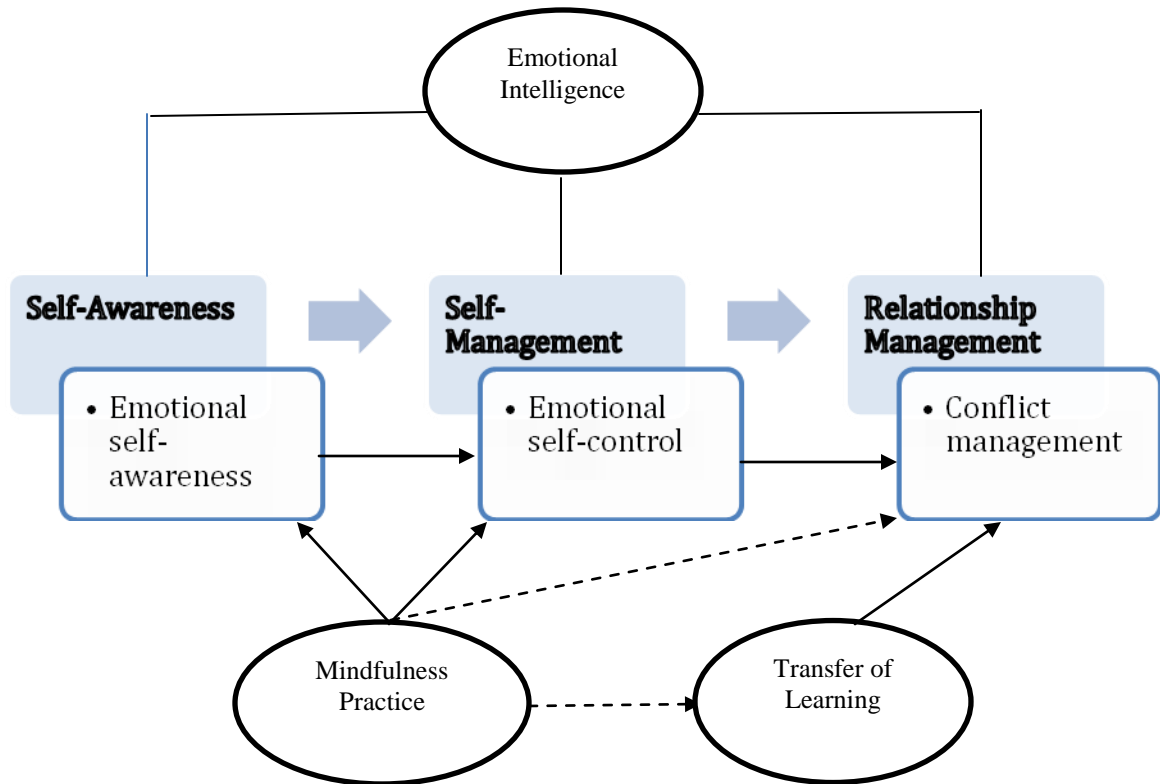 Emotional
Intelligence
Self-Awareness
Self-
Management
Relationship
Management
• Emotional
self-
awareness
• Emotional
self-control
• Conflict
management
Mindfulness
Practice
Transfer of
Learning